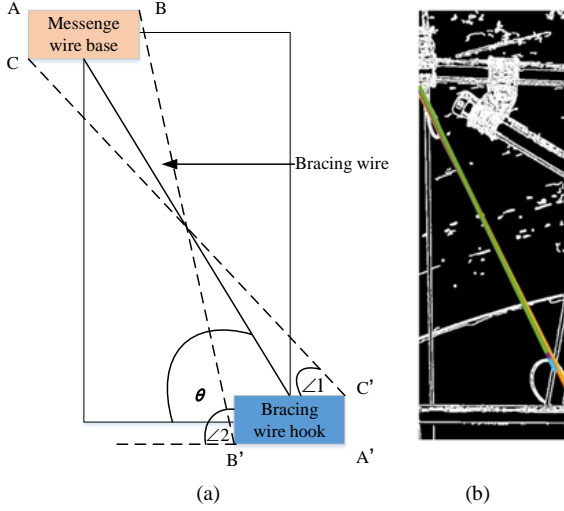 A
B
Messenge
wire base
C
Bracing wire
θ
∠1
C'
∠2
Bracing
wire hook
B'
A'
(a)
(b)